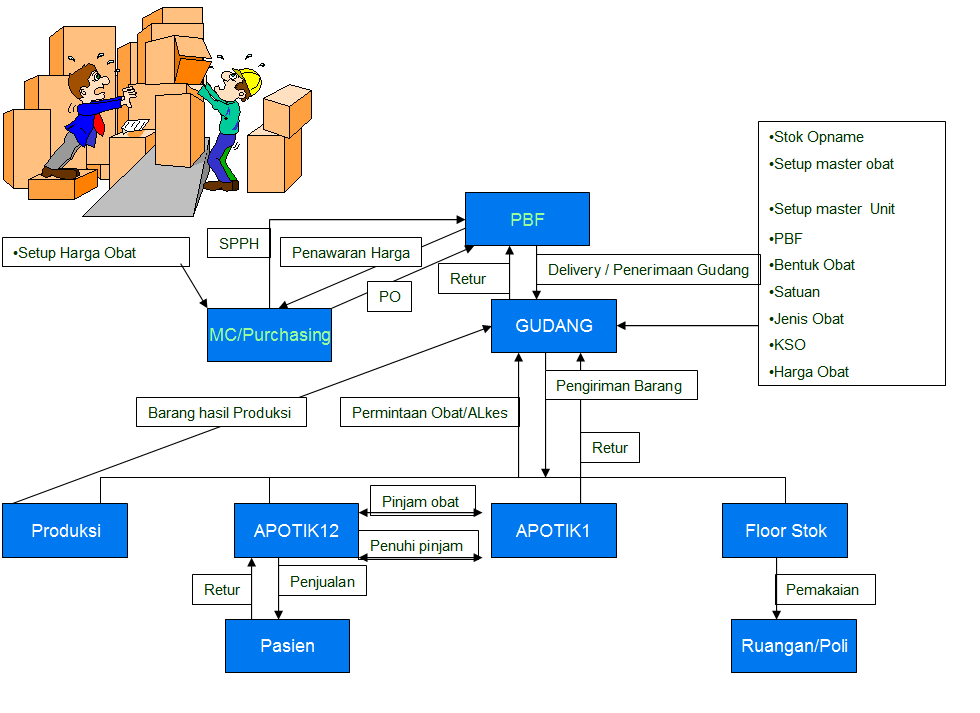 •Stok Opname
•Setup master obat
•Setup master Unit
•PBF
•Bentuk Obat
•Satuan
•Jenis Obat
•KSO
•Harga Obat
PBF
SPPH
•Setup Harga Obat
Penawaran Harga
Delivery / Penerimaan Gudang
Retur
PO
MC/Purchasing
GUDANG
Pengiriman Barang
Barang hasil Produksi
Permintaan Obat/ALkes
Retur
Pinjam obat
Produksi
APOTIK12
APOTIK1
Floor Stok
Penuhi pinjam
Retur
Penjualan
Pemakaian
Pasien
Ruangan/Poli